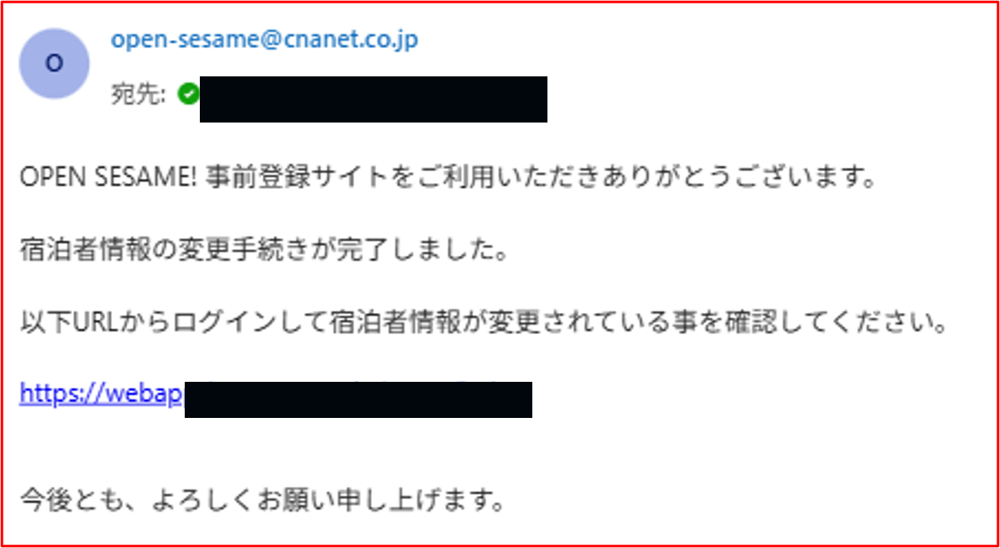 open-sesame@cnanet.co.jp
O
宛先:
OPEN SESAME! 事前登録サイトをご利用いただきありがとうございます。
宿泊者情報の変更手続きが完了しました。
以下URLからログインして宿泊者情報が変更されている事を確認してください。
https://webap
今後とも、よろしくお願い申し上げます。